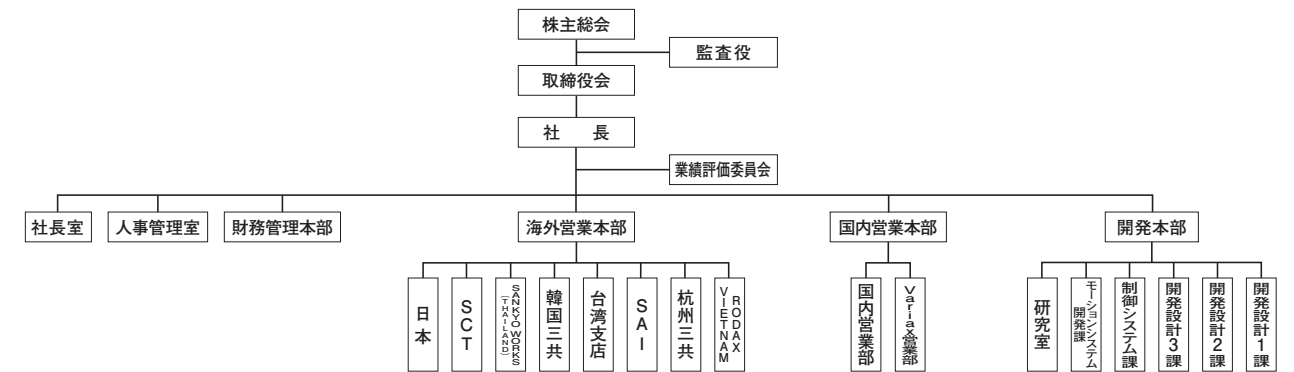 株主総会
監査役
取締役会
社　長
業績評価委員会
社長室
人事管理室
財務管理本部
海外営業本部
国内営業本部
開発本部
日本
SCT
SANKYO WORKS
(THAILAND)
韓国三共
台湾支店
SAI
杭州三共
RODAX
VIETNAM
国内営業部
Variax営業部
研究室
モーションシステム
開発課
制御システム課
開発設計3課
開発設計2課
開発設計1課